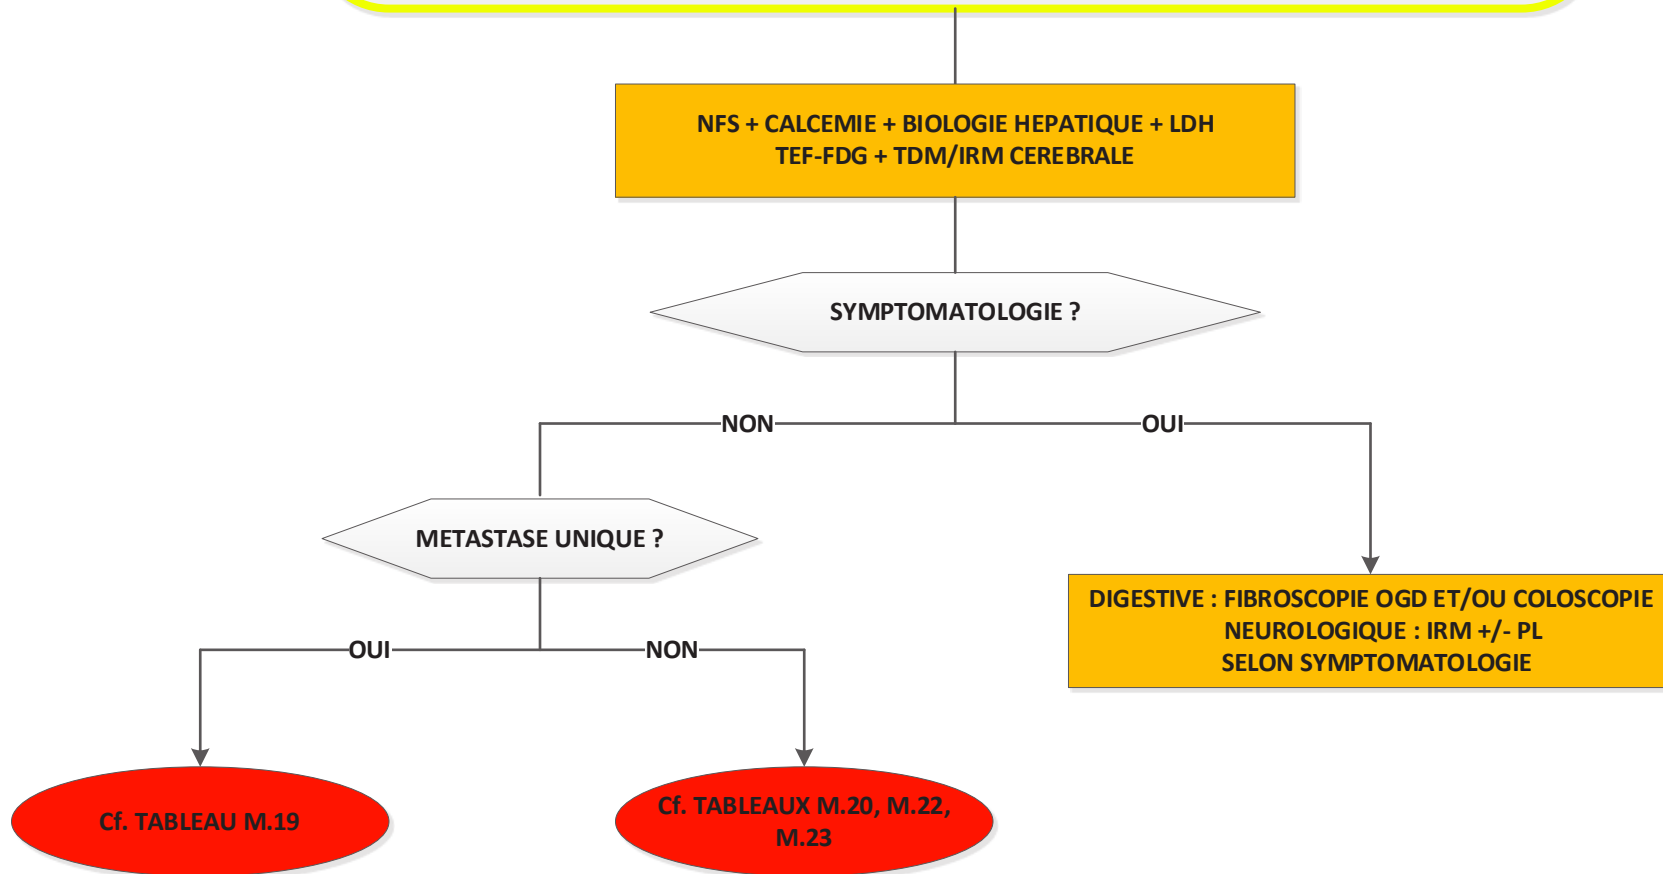 NFS + CALCEMIE + BIOLOGIE HEPATIQUE + LDH
TEF-FDG + TDM/IRM CEREBRALE
SYMPTOMATOLOGIE ?
NON
OUI
METASTASE UNIQUE ?
DIGESTIVE : FIBROSCOPIE OGD ET/OU COLOSCOPIE
NEUROLOGIQUE : IRM +/- PL
SELON SYMPTOMATOLOGIE
OUI
NON
Cf. TABLEAU M.19
Cf. TABLEAUX M.20, M.22,
M.23